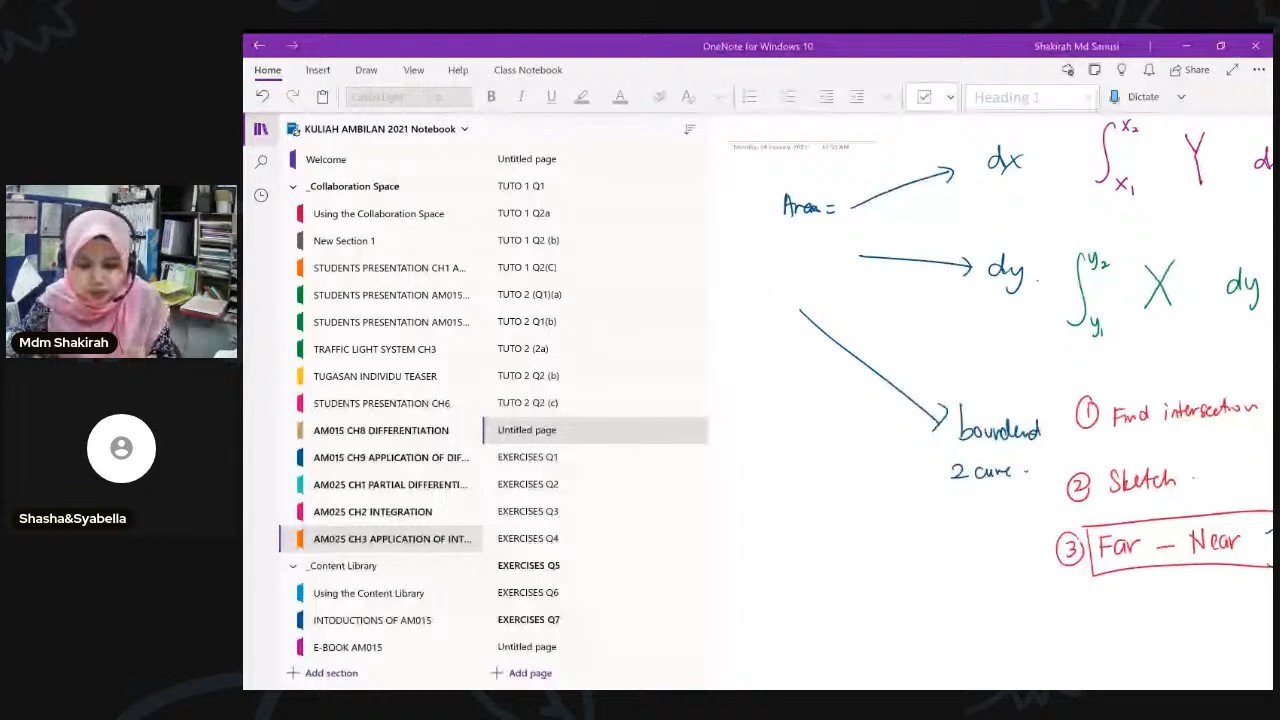 OneNote for Windows 10
Shakirah Md Sanusi
Home Insert Draw View Help Class Notebook
Share
Calibri Light
B I U A
Heading 1
Dictate
KULIAH AMBILAN 2021 Notebook
Welcome
_Collaboration Space
Using the Collaboration Space
New Section 1
STUDENTS PRESENTATION CH1 A...
STUDENTS PRESENTATION AM015...
STUDENTS PRESENTATION AM015...
TRAFFIC LIGHT SYSTEM CH3
TUGASAN INDIVIDU TEASER
STUDENTS PRESENTATION CH6
AM015 CH8 DIFFERENTIATION
AM015 CH9 APPLICATION OF DIF...
AM025 CH1 PARTIAL DIFFERENTI...
AM025 CH2 INTEGRATION
AM025 CH3 APPLICATION OF INT...
_Content Library
Using the Content Library
INTODUCTIONS OF AM015
E-BOOK AM015
Add section
Untitled page
TUTO 1 Q1
TUTO 1 Q2a
TUTO 1 Q2 (b)
TUTO 1 Q2(C)
TUTO 2 (Q1)(a)
TUTO 2 Q1(b)
TUTO 2 (2a)
TUTO 2 Q2 (b)
TUTO 2 Q2 (c)
Untitled page
EXERCISES Q1
EXERCISES Q2
EXERCISES Q3
EXERCISES Q4
EXERCISES Q5
EXERCISES Q6
EXERCISES Q7
Untitled page
Add page
Area =
dx ∫ x₂ x₁ Y d
dy. ∫ y₂ y₁ X dy
bounded
2 curve .
① Find intersection
② Sketch .
③ Far – Near
Mdm Shakirah
Shasha&Syabella